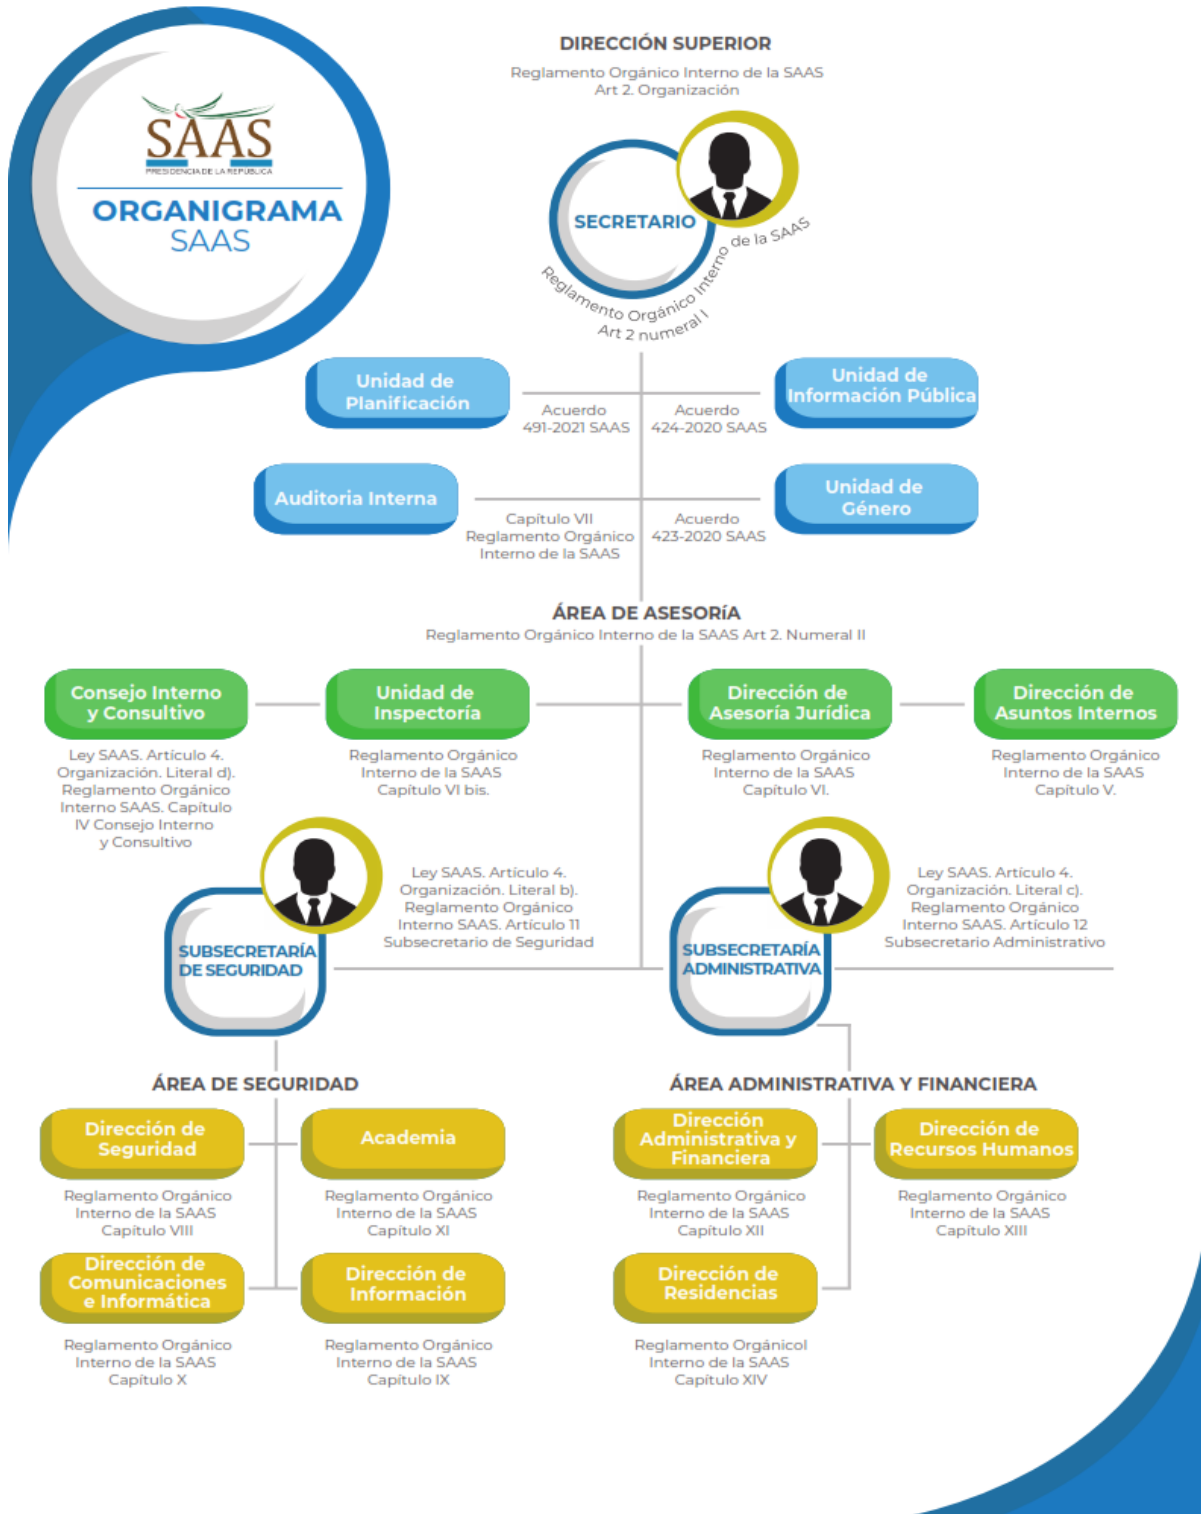 SAAS
PRESIDENCIA DE LA REPÚBLICA
ORGANIGRAMA
SAAS
DIRECCIÓN SUPERIOR
Reglamento Orgánico Interno de la SAAS
Art 2. Organización
SECRETARIO
Reglamento Orgánico Interno de la SAAS
Art 2 numeral I
Unidad de
Planificación
Acuerdo
491-2021 SAAS
Acuerdo
424-2020 SAAS
Unidad de
Información Pública
Auditoria Interna
Capítulo VII
Reglamento Orgánico
Interno de la SAAS
Acuerdo
423-2020 SAAS
Unidad de
Género
ÁREA DE ASESORíA
Reglamento Orgánico Interno de la SAAS Art 2. Numeral II
Consejo Interno
y Consultivo
Ley SAAS. Artículo 4.
Organización. Literal d).
Reglamento Orgánico
Interno SAAS. Capítulo
IV Consejo Interno
y Consultivo
Unidad de
Inspectoría
Reglamento Orgánico
Interno de la SAAS
Capítulo VI bis.
Dirección de
Asesoría Jurídica
Reglamento Orgánico
Interno de la SAAS
Capítulo VI.
Dirección de
Asuntos Internos
Reglamento Orgánico
Interno de la SAAS
Capítulo V.
SUBSECRETARÍA
DE SEGURIDAD
Ley SAAS. Artículo 4.
Organización. Literal b).
Reglamento Orgánico
Interno SAAS. Artículo 11
Subsecretario de Seguridad
SUBSECRETARÍA
ADMINISTRATIVA
Ley SAAS. Artículo 4.
Organización. Literal c).
Reglamento Orgánico
Interno SAAS. Artículo 12
Subsecretario Administrativo
ÁREA DE SEGURIDAD
Dirección de
Seguridad
Reglamento Orgánico
Interno de la SAAS
Capítulo VIII
Academia
Reglamento Orgánico
Interno de la SAAS
Capítulo XI
Dirección de
Comunicaciones
e Informática
Reglamento Orgánico
Interno de la SAAS
Capítulo X
Dirección de
Información
Reglamento Orgánico
Interno de la SAAS
Capítulo IX
ÁREA ADMINISTRATIVA Y FINANCIERA
Dirección
Administrativa y
Financiera
Reglamento Orgánico
Interno de la SAAS
Capítulo XII
Dirección de
Recursos Humanos
Reglamento Orgánico
Interno de la SAAS
Capítulo XIII
Dirección de
Residencias
Reglamento Orgánicol
Interno de la SAAS
Capítulo XIV